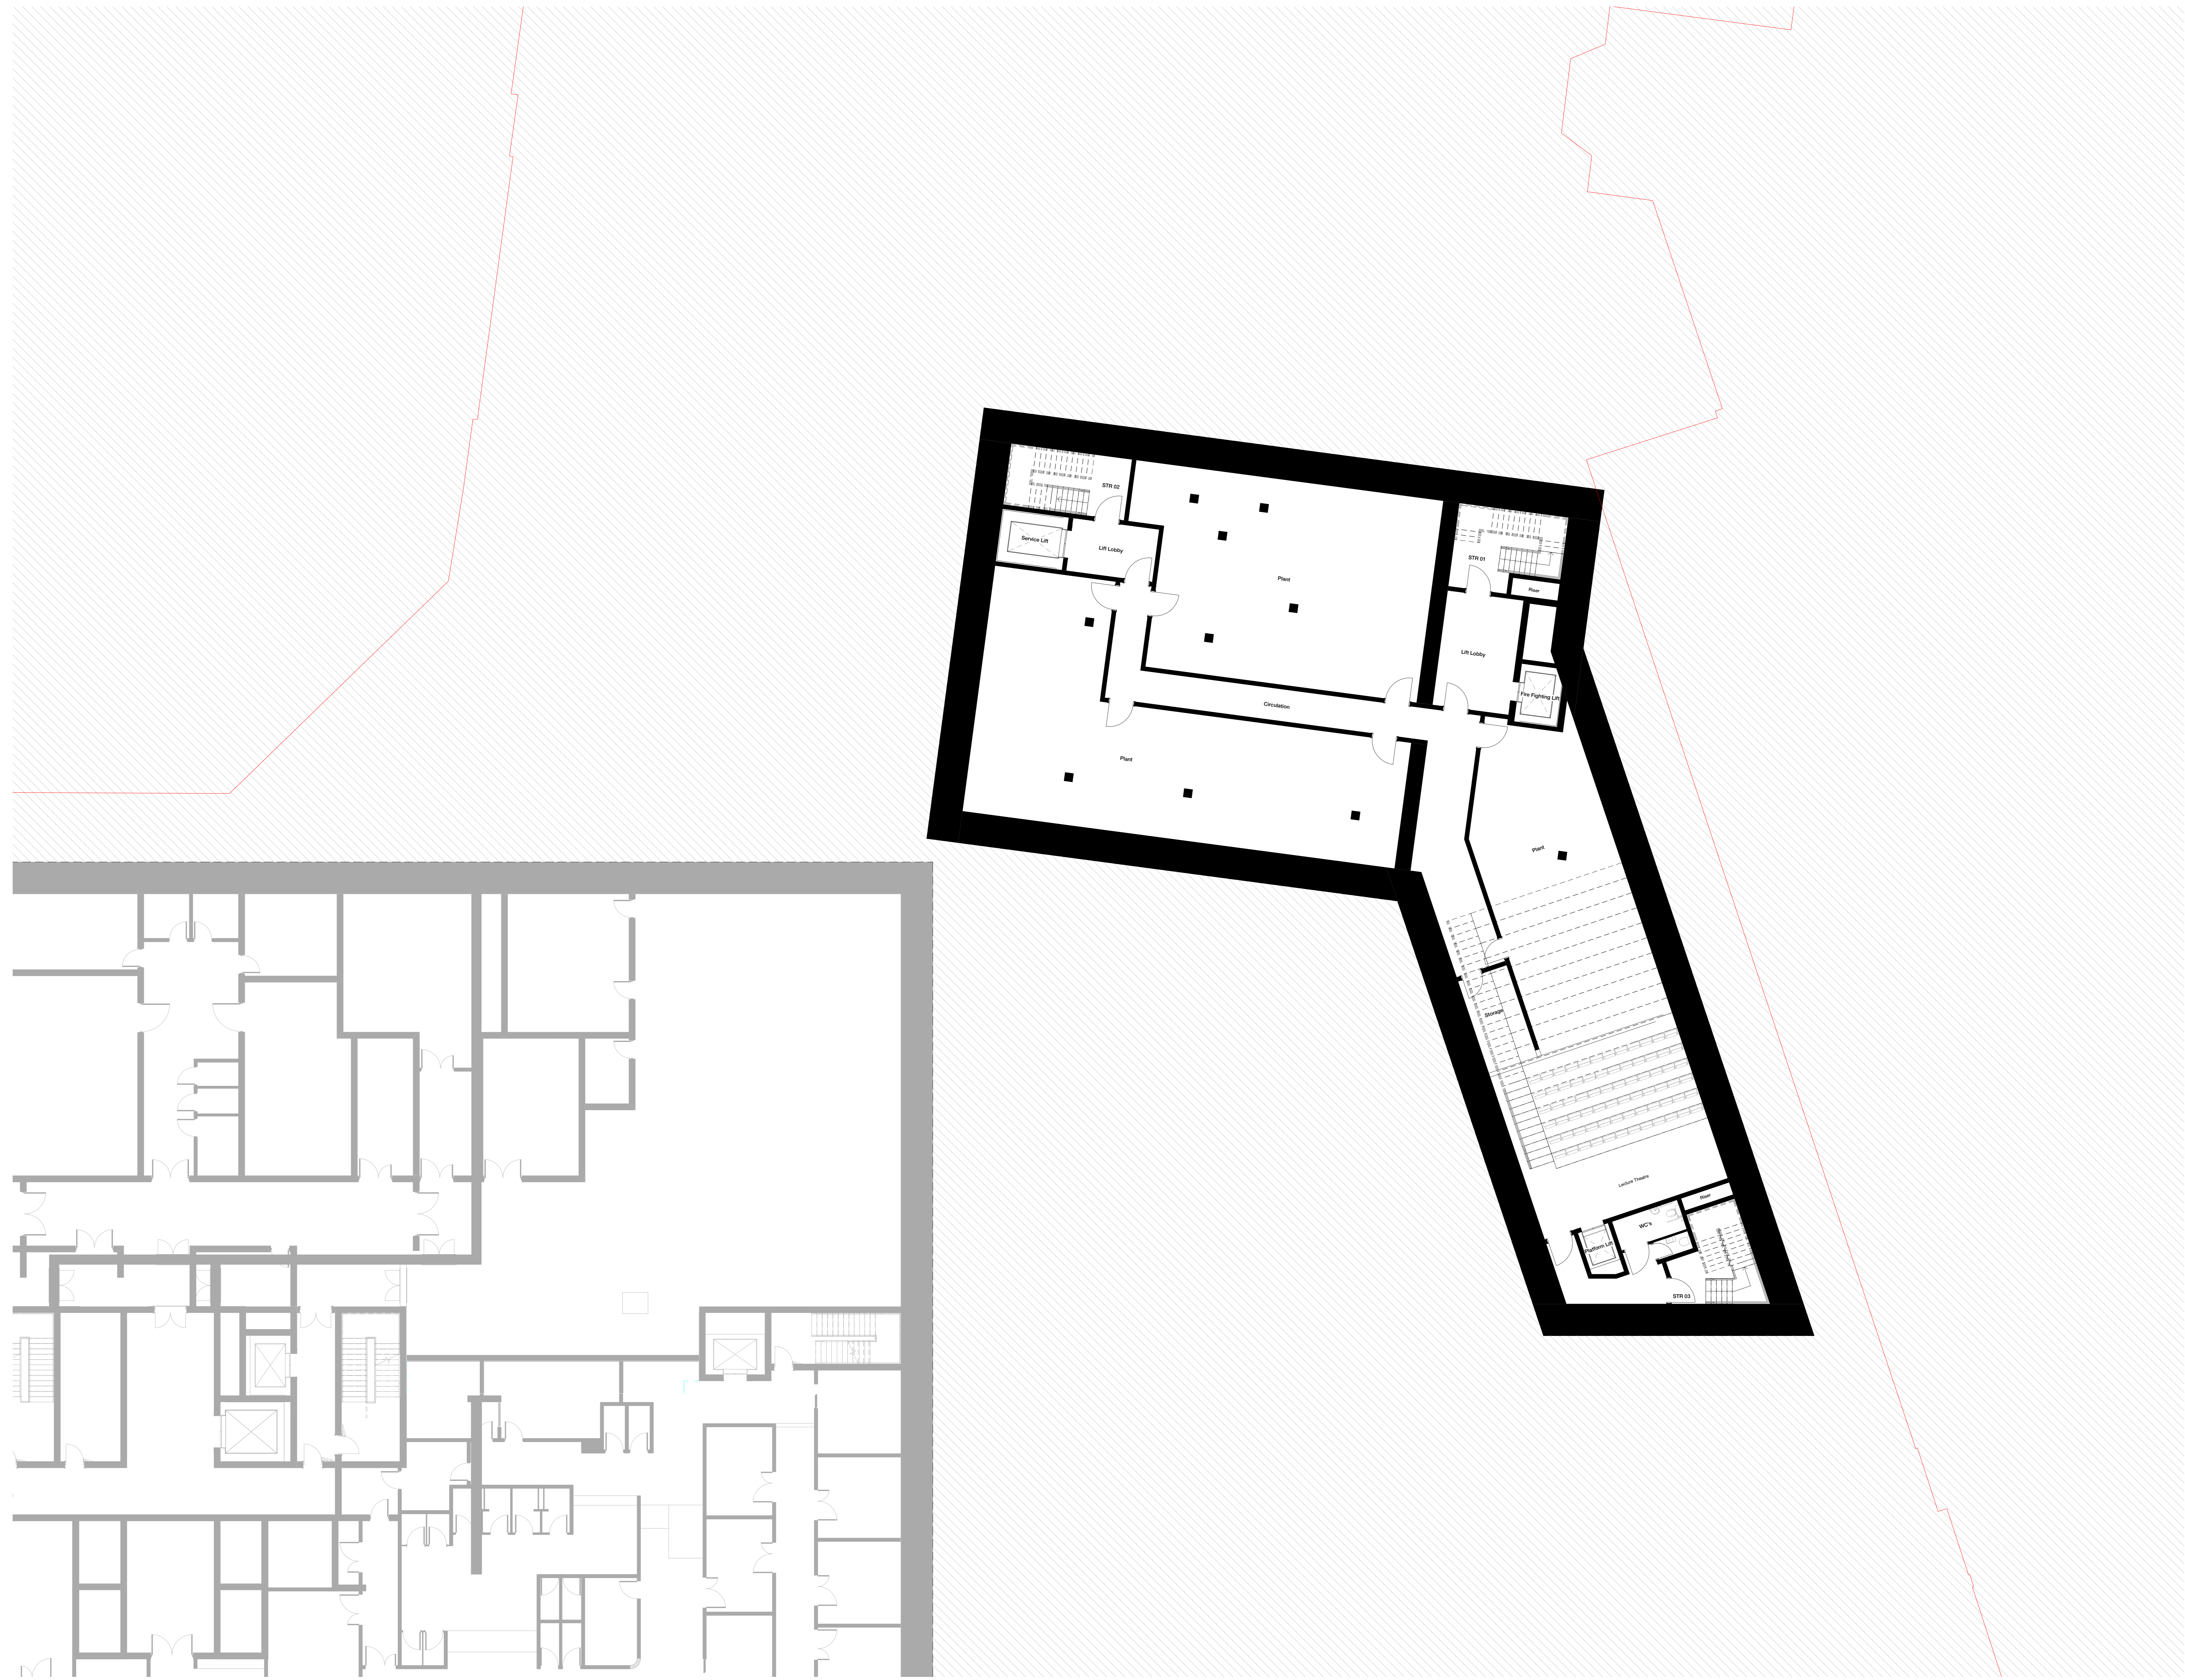 STR 02
Service Lift
Lift Lobby
STR 01
Plant
Riser
Lift Lobby
Fire Fighting Lift
Circulation
Plant
Plant
Storage
Lecture Theatre
Riser
WC's
Platform Lift
STR 03